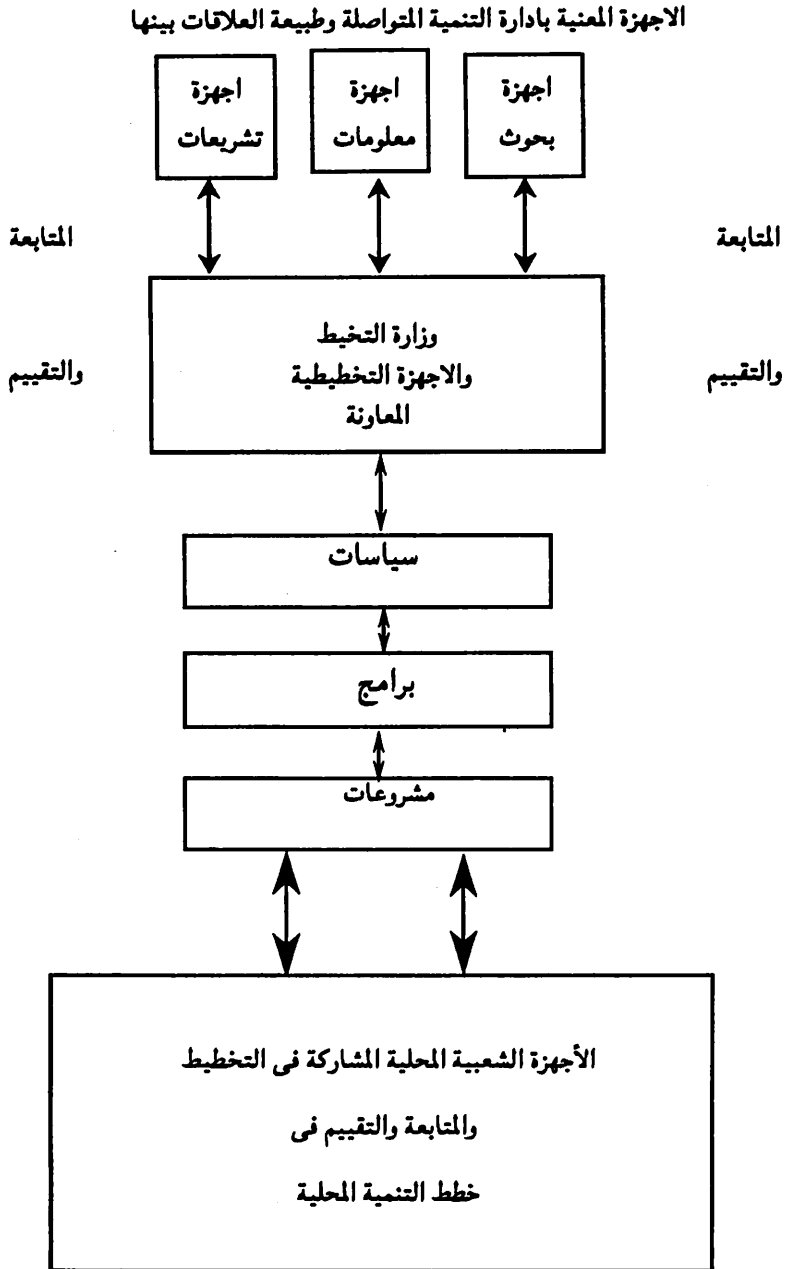 الاجهزة المعنية بادارة التنمية المتواصلة وطبيعة العلاقات بينها
اجهزة
بحوث
اجهزة
معلومات
اجهزة
تشريعات
المتابعة
والتقييم
المتابعة
والتقييم
وزارة التخيط
والاجهزة التخطيطية
المعاونة
سياسات
برامج
مشروعات
الأجهزة الشعبية المحلية المشاركة فى التخطيط
والمتابعة والتقييم فى
خطط التنمية المحلية